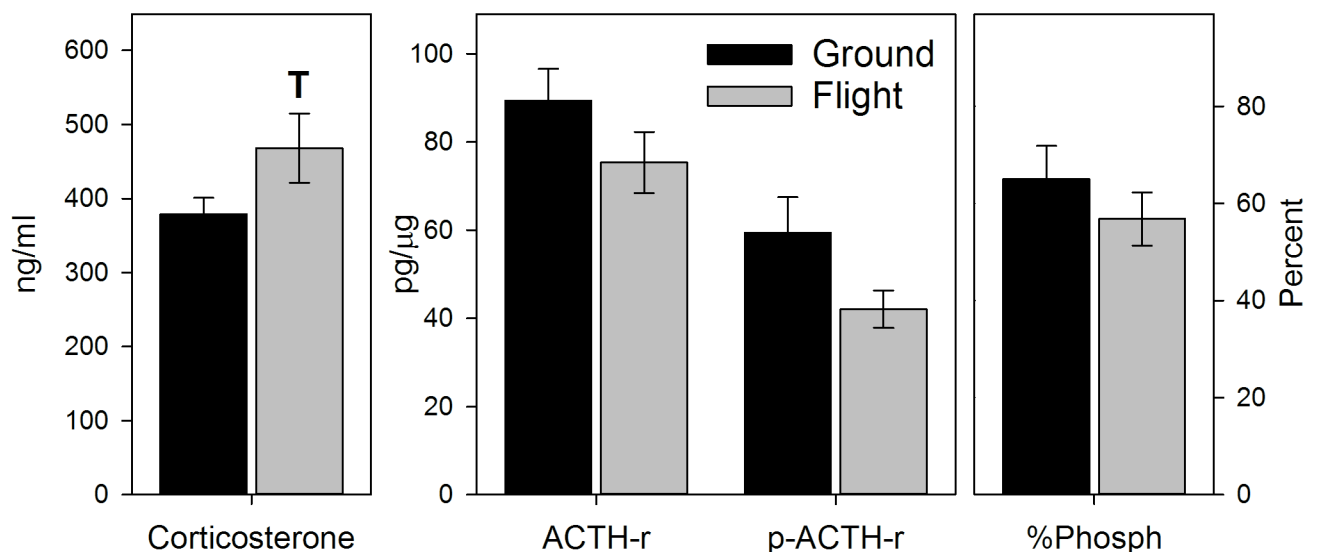 600
500
400
300
200
100
0
ng/ml
T
Corticosterone
100
80
60
40
20
0
pg/μg
Ground
Flight
ACTH-r
p-ACTH-r
80
60
40
20
0
Percent
%Phosph